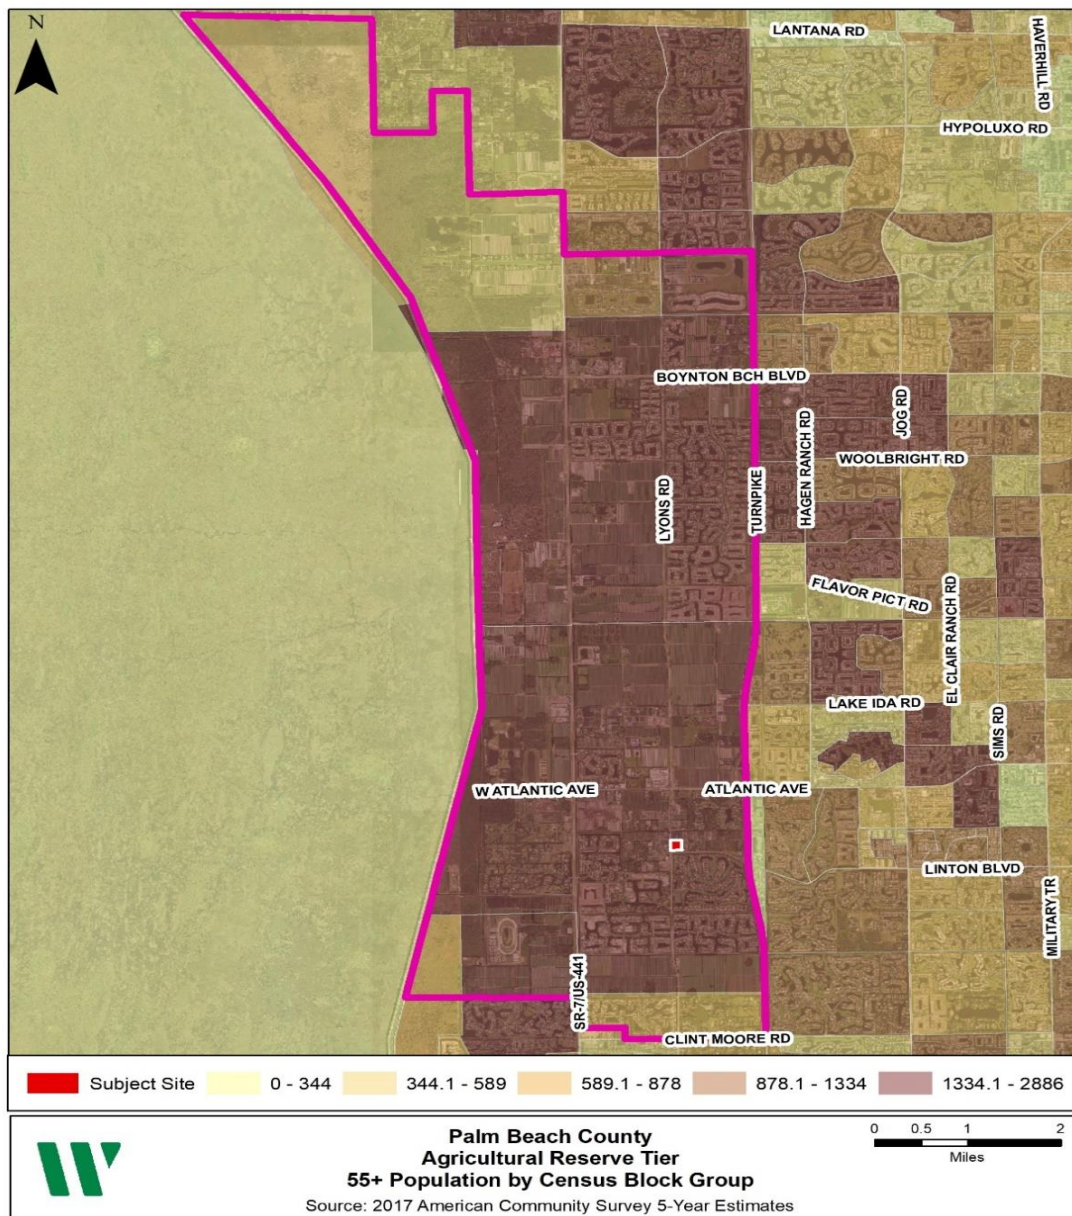 N
LANTANA RD
HAVERHILL RD
HYPOLUXO RD
BOYNTON BCH BLVD
JOG RD
HAGEN RANCH RD
WOOLBRIGHT RD
LYONS RD
TURNPIKE
FLAVOR PICT RD
EL CLAIR RANCH RD
LAKE IDA RD
SIMS RD
W ATLANTIC AVE
ATLANTIC AVE
LINTON BLVD
MILITARY TR
SR-7/US-441
CLINT MOORE RD
Subject Site
0 - 344
344.1 - 589
589.1 - 878
878.1 - 1334
1334.1 - 2886
Palm Beach County
Agricultural Reserve Tier
55+ Population by Census Block Group
Source: 2017 American Community Survey 5-Year Estimates
0 0.5 1 2
Miles